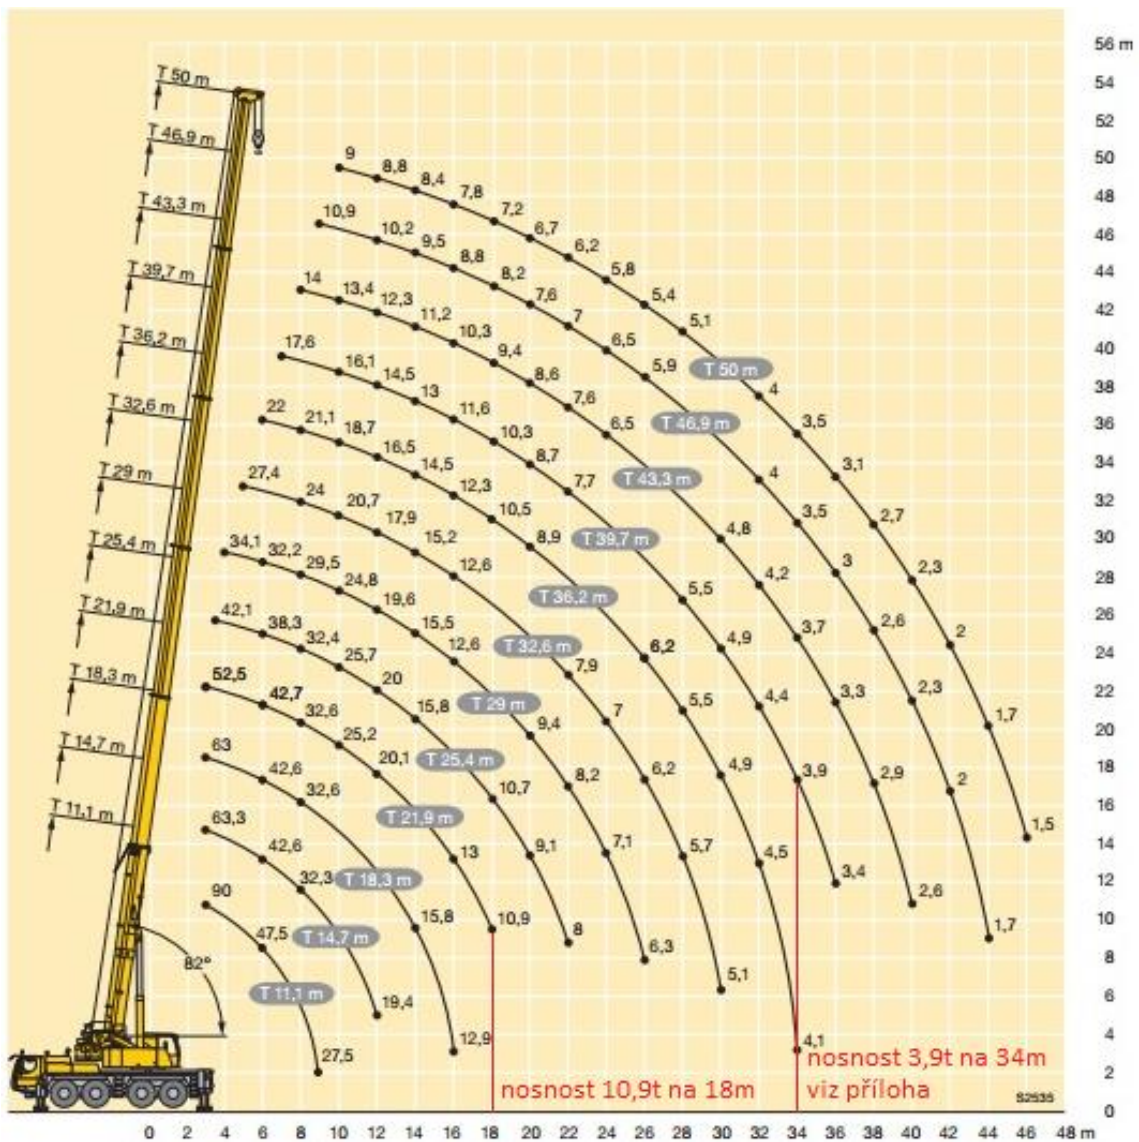 56 m
54
52
50
48
46
44
42
40
38
36
34
32
30
28
26
24
22
20
18
16
14
12
10
8
6
4
2
0
T 50 m
T 46,9 m
T 43,3 m
T 39,7 m
T 36,2 m
T 32,6 m
T 29 m
T 25,4 m
T 21,9 m
T 18,3 m
T 14,7 m
T 11,1 m
82°
9 8,8 8,4 7,8 7,2 6,7 6,2 5,8 5,4 5,1 T 50 m 4 3,5 3,1 2,7 2,3 2 1,7 1,5
10,9 10,2 9,5 8,8 8,2 7,6 7 6,5 5,9 T 46,9 m 4 3,5 3 2,6 2,3 2 1,7
14 13,4 12,3 11,2 10,3 9,4 8,6 7,6 6,5 T 43,3 m 4,8 4,2 3,7 3,3 2,9 2,6
17,6 16,1 14,5 13 11,6 10,3 8,7 7,7 T 39,7 m 5,5 4,9 4,4 3,9 3,4
22 21,1 18,7 16,5 14,5 12,3 10,5 8,9 T 36,2 m 6,2 5,5 4,9 4,5 4,1
27,4 24 20,7 17,9 15,2 12,6 T 32,6 m 7,9 7 6,2 5,7 5,1
34,1 32,2 29,5 24,8 19,6 15,5 12,6 T 29 m 9,4 8,2 7,1 6,3
42,1 38,3 32,4 25,7 20 15,8 T 25,4 m 10,7 9,1 8
52,5 42,7 32,6 25,2 20,1 T 21,9 m 13 10,9
63 42,6 32,6 T 18,3 m 15,8 12,9
63,3 42,6 32,3 T 14,7 m 19,4
90 47,5 T 11,1 m 27,5
nosnost 10,9t na 18m
nosnost 3,9t na 34m
viz příloha
S2535
0 2 4 6 8 10 12 14 16 18 20 22 24 26 28 30 32 34 36 38 40 42 44 46 48 m